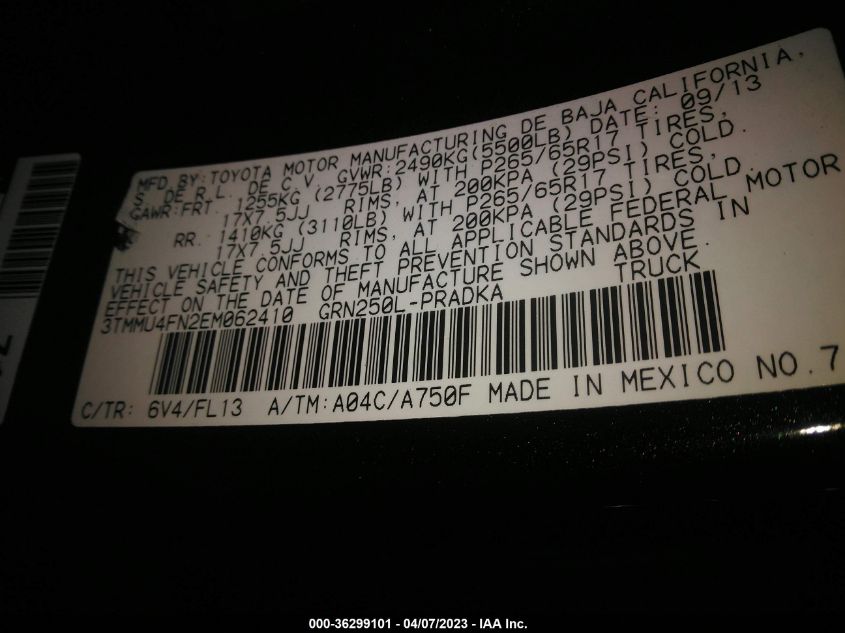 MFD. BY: TOYOTA MOTOR MANUFACTURING DE BAJA CALIFORNIA,
S. DE R.L. DE C.V. GVWR: 2490KG(5500LB) DATE: 09/13
GAWR:FRT. 1255KG (2775LB) WITH P265/65R17 TIRES,
17X7.5JJ RIMS, AT 200KPA (29PSI) COLD.
RR. 1410KG (3110LB) WITH P265/65R17 TIRES,
17X7.5JJ RIMS, AT 200KPA (29PSI) COLD.
THIS VEHICLE CONFORMS TO ALL APPLICABLE FEDERAL MOTOR
VEHICLE SAFETY AND THEFT PREVENTION STANDARDS IN
EFFECT ON THE DATE OF MANUFACTURE SHOWN ABOVE.
3TMMU4FN2EM062410 GRN250L-PRADKA TRUCK
C/TR: 6V4/FL13 A/TM:A04C/A750F MADE IN MEXICO NO.7
000-36299101 - 04/07/2023 - IAA Inc.